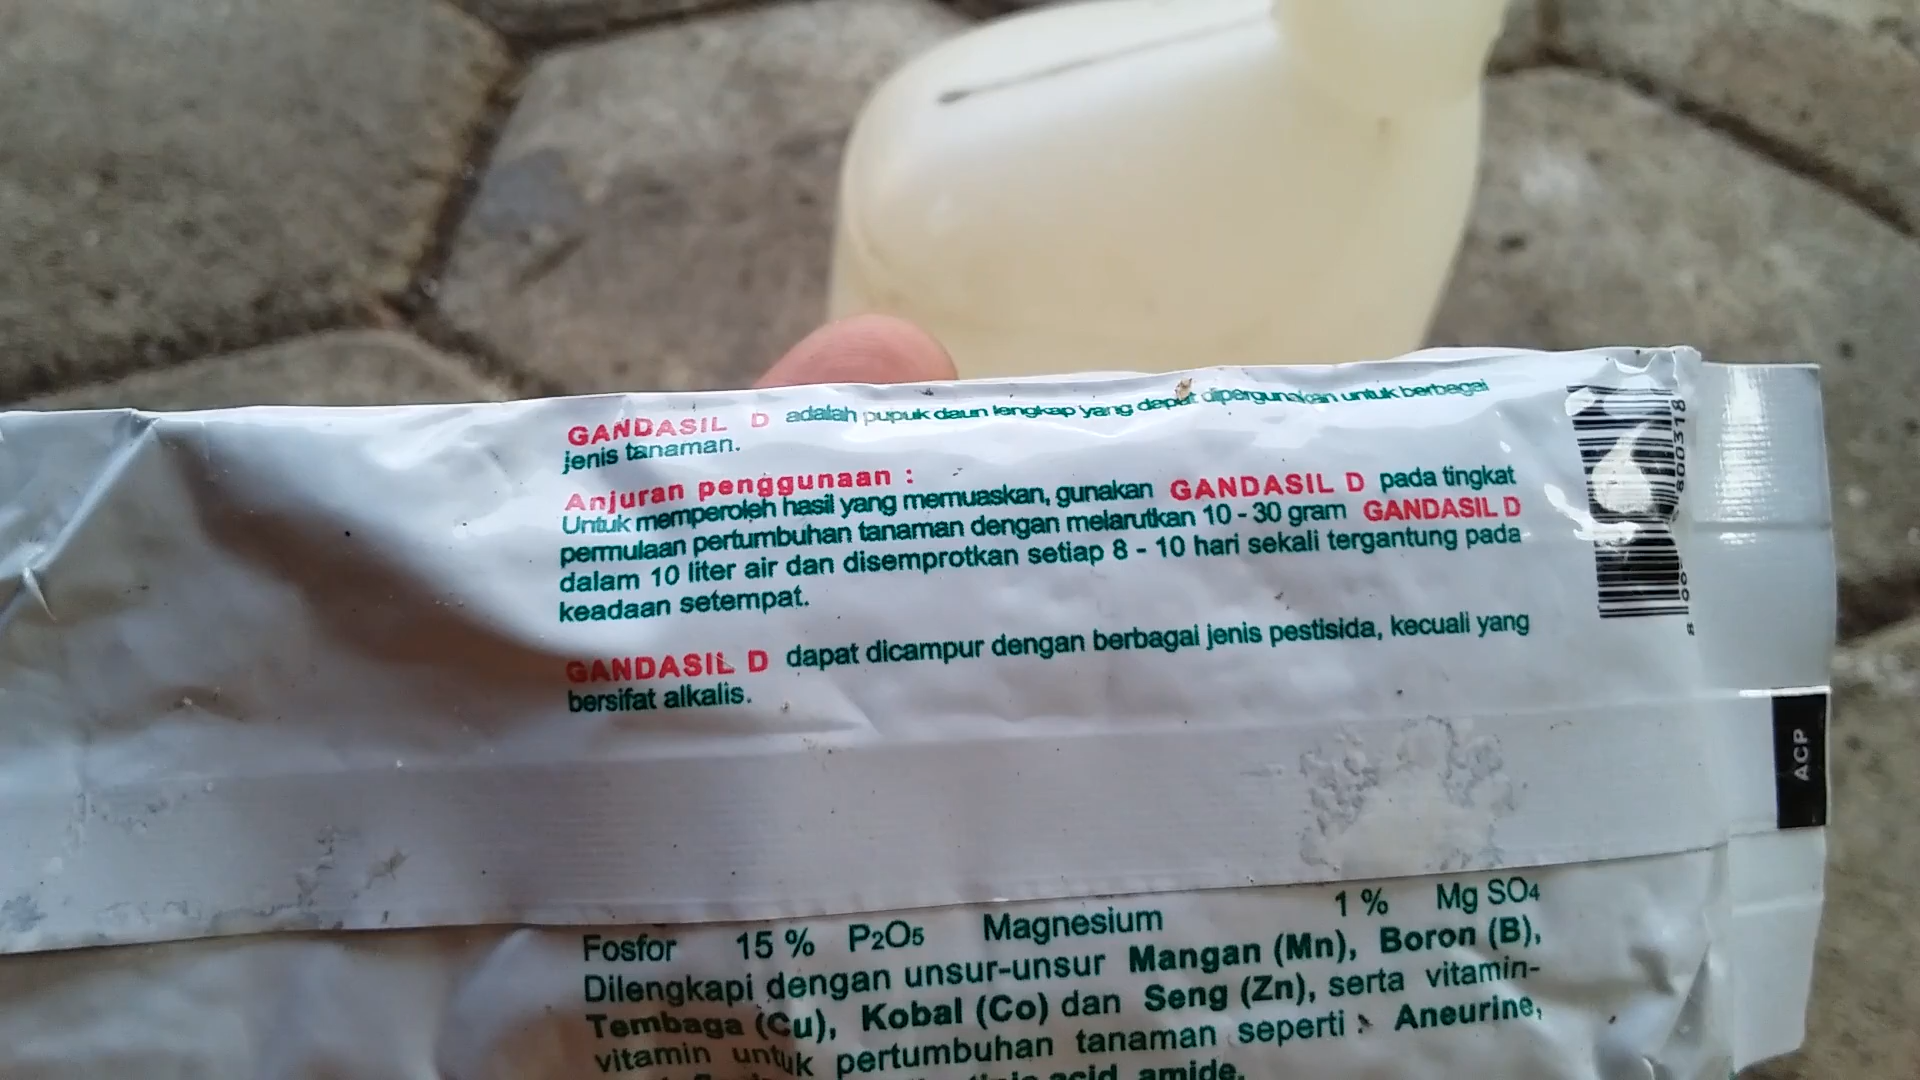 GANDASIL D adalah pupuk daun lengkap yang dapat dipergunakan untuk berbagai
jenis tanaman.
Anjuran penggunaan :
Untuk memperoleh hasil yang memuaskan, gunakan GANDASIL D pada tingkat
permulaan pertumbuhan tanaman dengan melarutkan 10 - 30 gram GANDASIL D
dalam 10 liter air dan disemprotkan setiap 8 - 10 hari sekali tergantung pada
keadaan setempat.
GANDASIL D dapat dicampur dengan berbagai jenis pestisida, kecuali yang
bersifat alkalis.
ACP
Fosfor 15 % P2O5 Magnesium 1 % Mg SO4
Dilengkapi dengan unsur-unsur Mangan (Mn), Boron (B),
Tembaga (Cu), Kobal (Co) dan Seng (Zn), serta vitamin-
vitamin untuk pertumbuhan tanaman seperti : Aneurine,
acid amide.